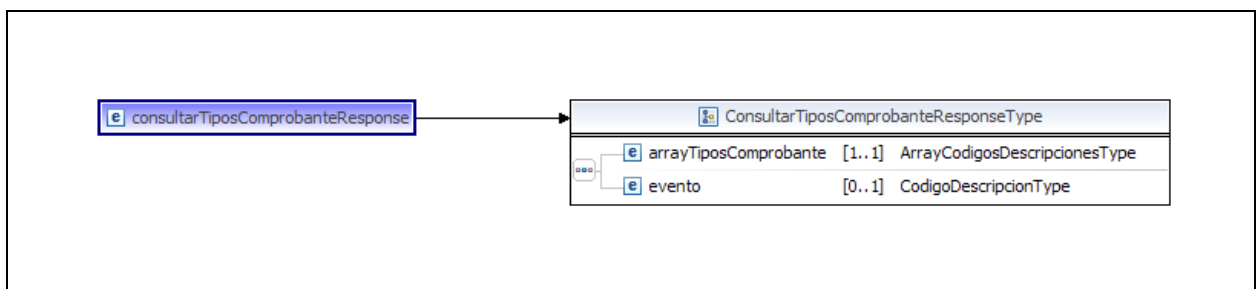 e consultarTiposComprobanteResponse
ConsultarTiposComprobanteResponseType
e arrayTiposComprobante [1..1] ArrayCodigosDescripcionesType
e evento [0..1] CodigoDescripcionType